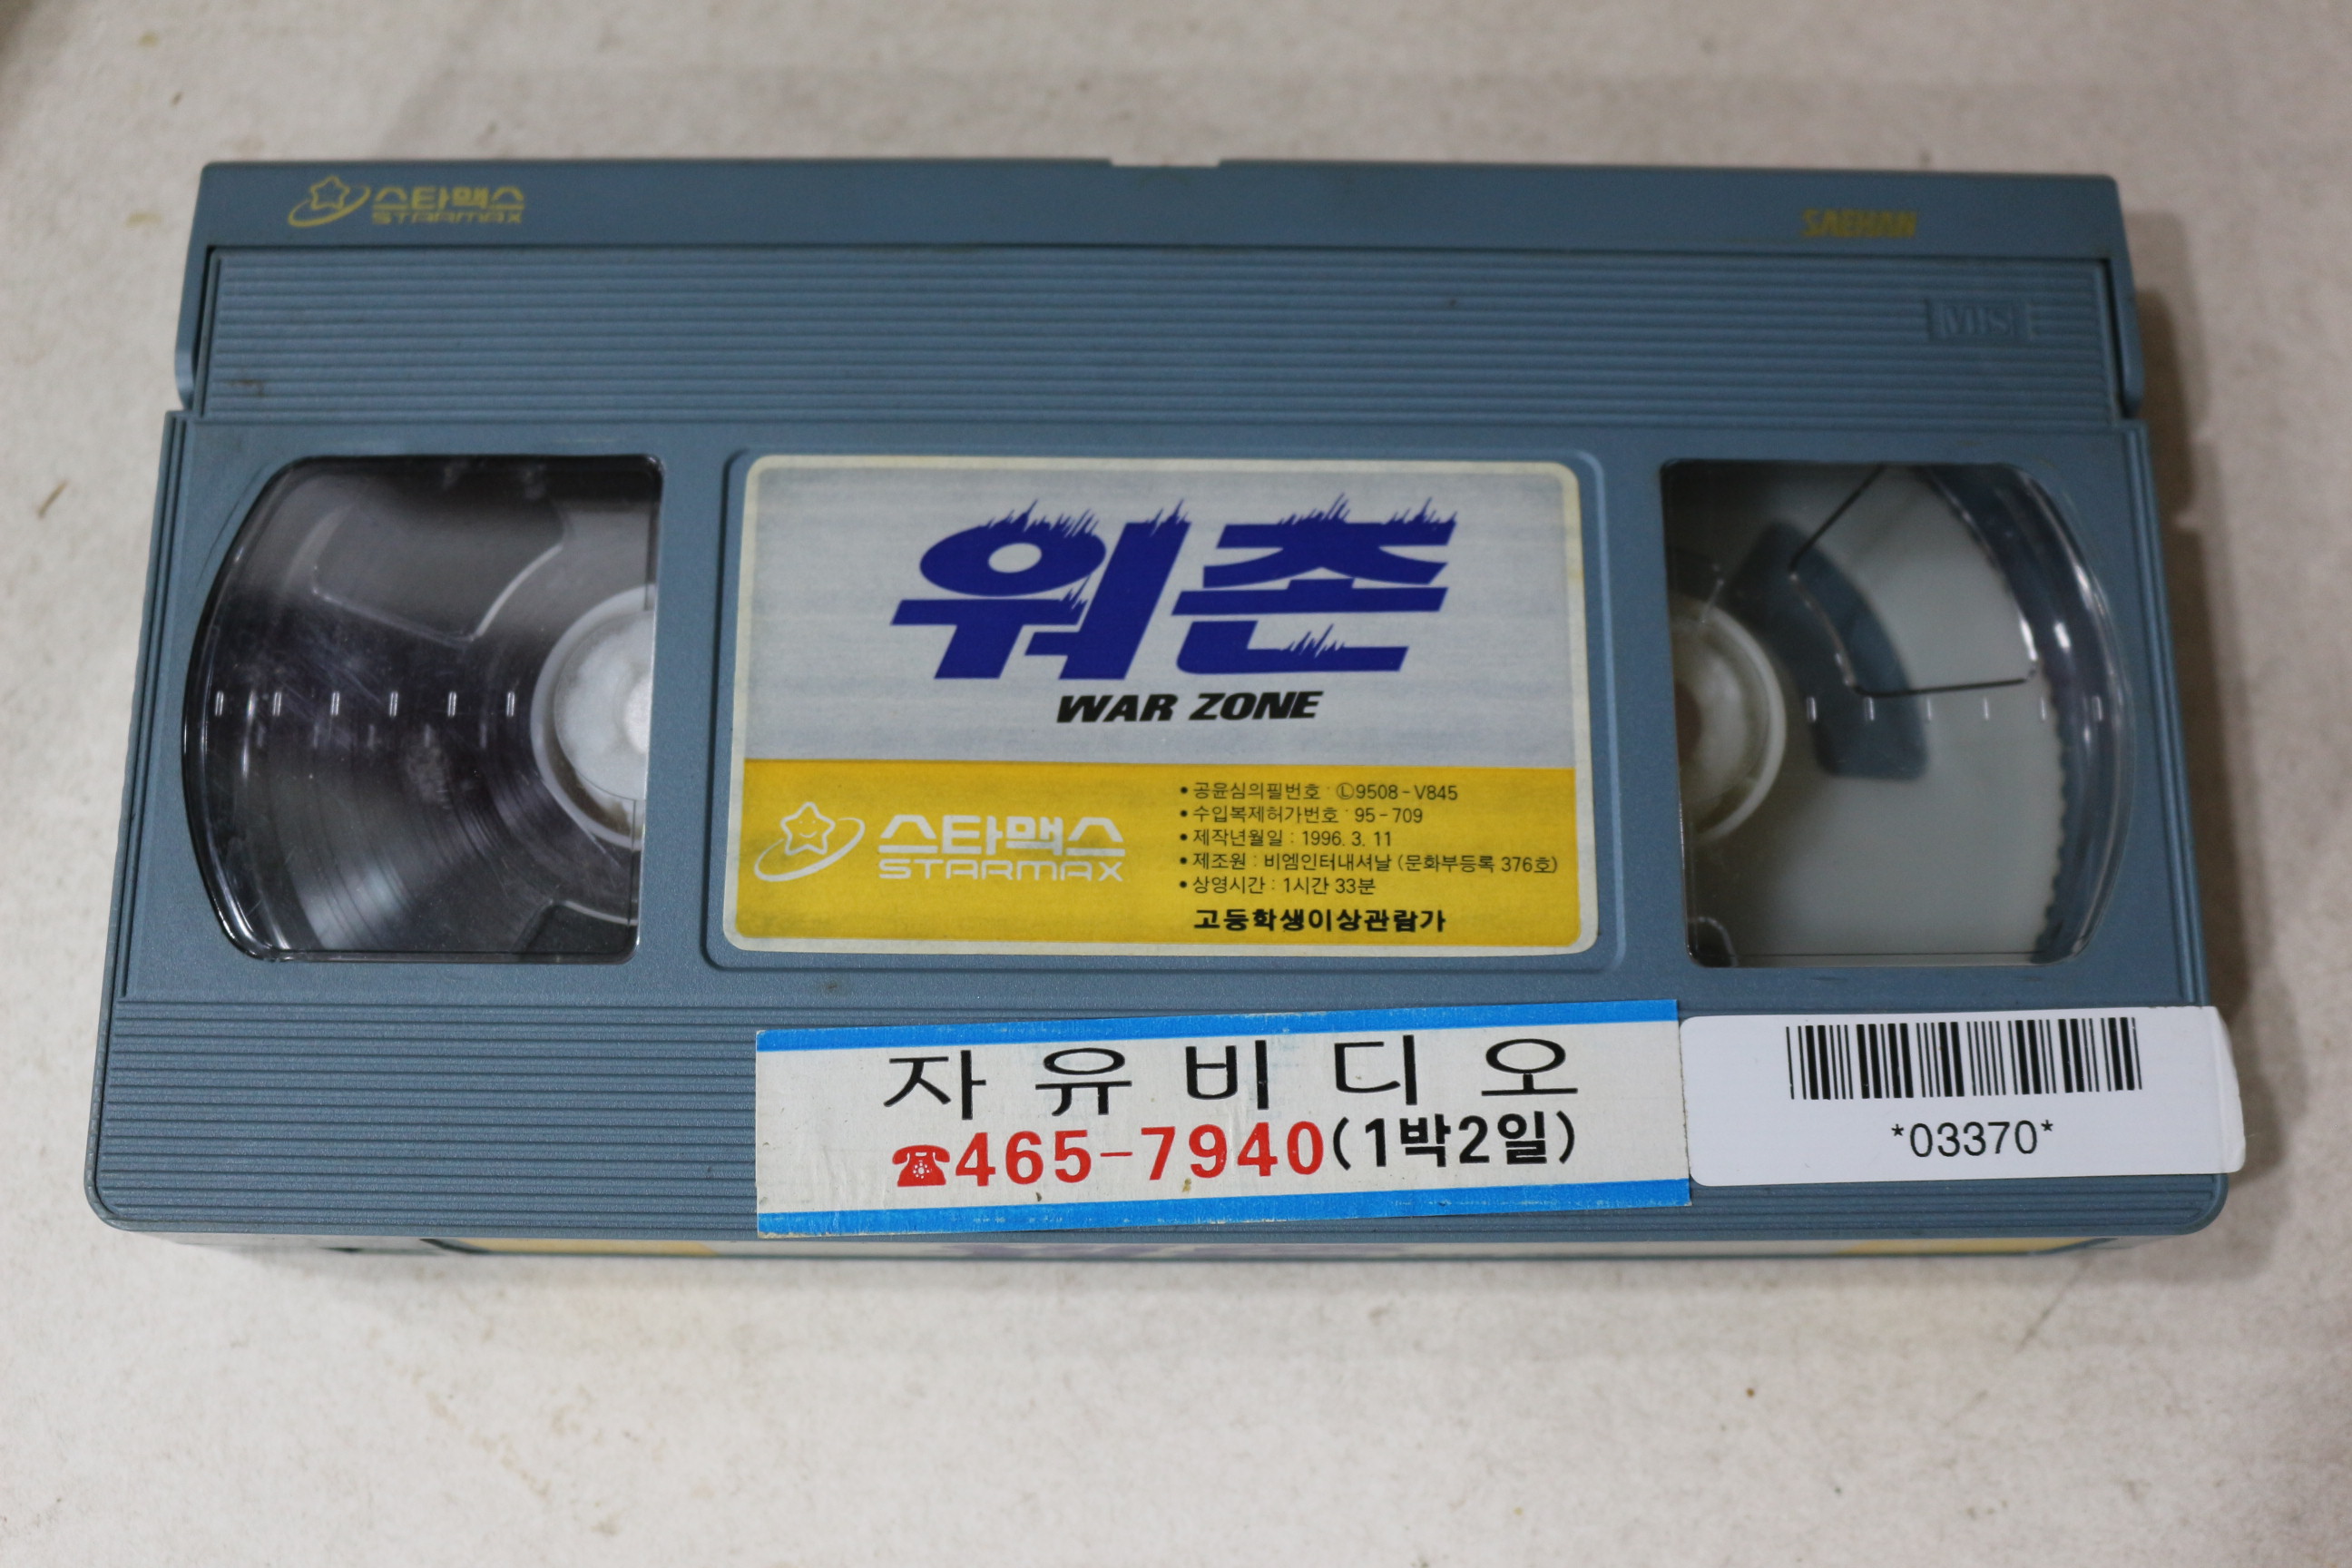 스타맥스
STARMAX
SAEHAN
VHS
워존
WAR ZONE
스타맥스
STARMAX
• 공윤심의필번호 : Ⓛ9508-V845
• 수입복제허가번호 : 95-709
• 제작년월일 : 1996. 3. 11
• 제조원 : 비엠인터내셔날 (문화부등록 376호)
• 상영시간 : 1시간 33분
고등학생이상관람가
자유비디오
☎465-7940(1박2일)
*03370*